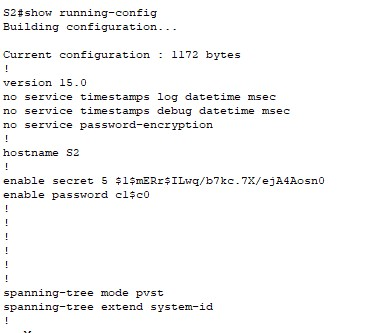 S2#show running-config
Building configuration...
Current configuration : 1172 bytes
!
version 15.0
no service timestamps log datetime msec
no service timestamps debug datetime msec
no service password-encryption
!
hostname S2
!
enable secret 5 $1$mERr$ILwq/b7kc.7X/ejA4Aosn0
enable password c1$c0
!
!
!
!
!
!
spanning-tree mode pvst
spanning-tree extend system-id
!